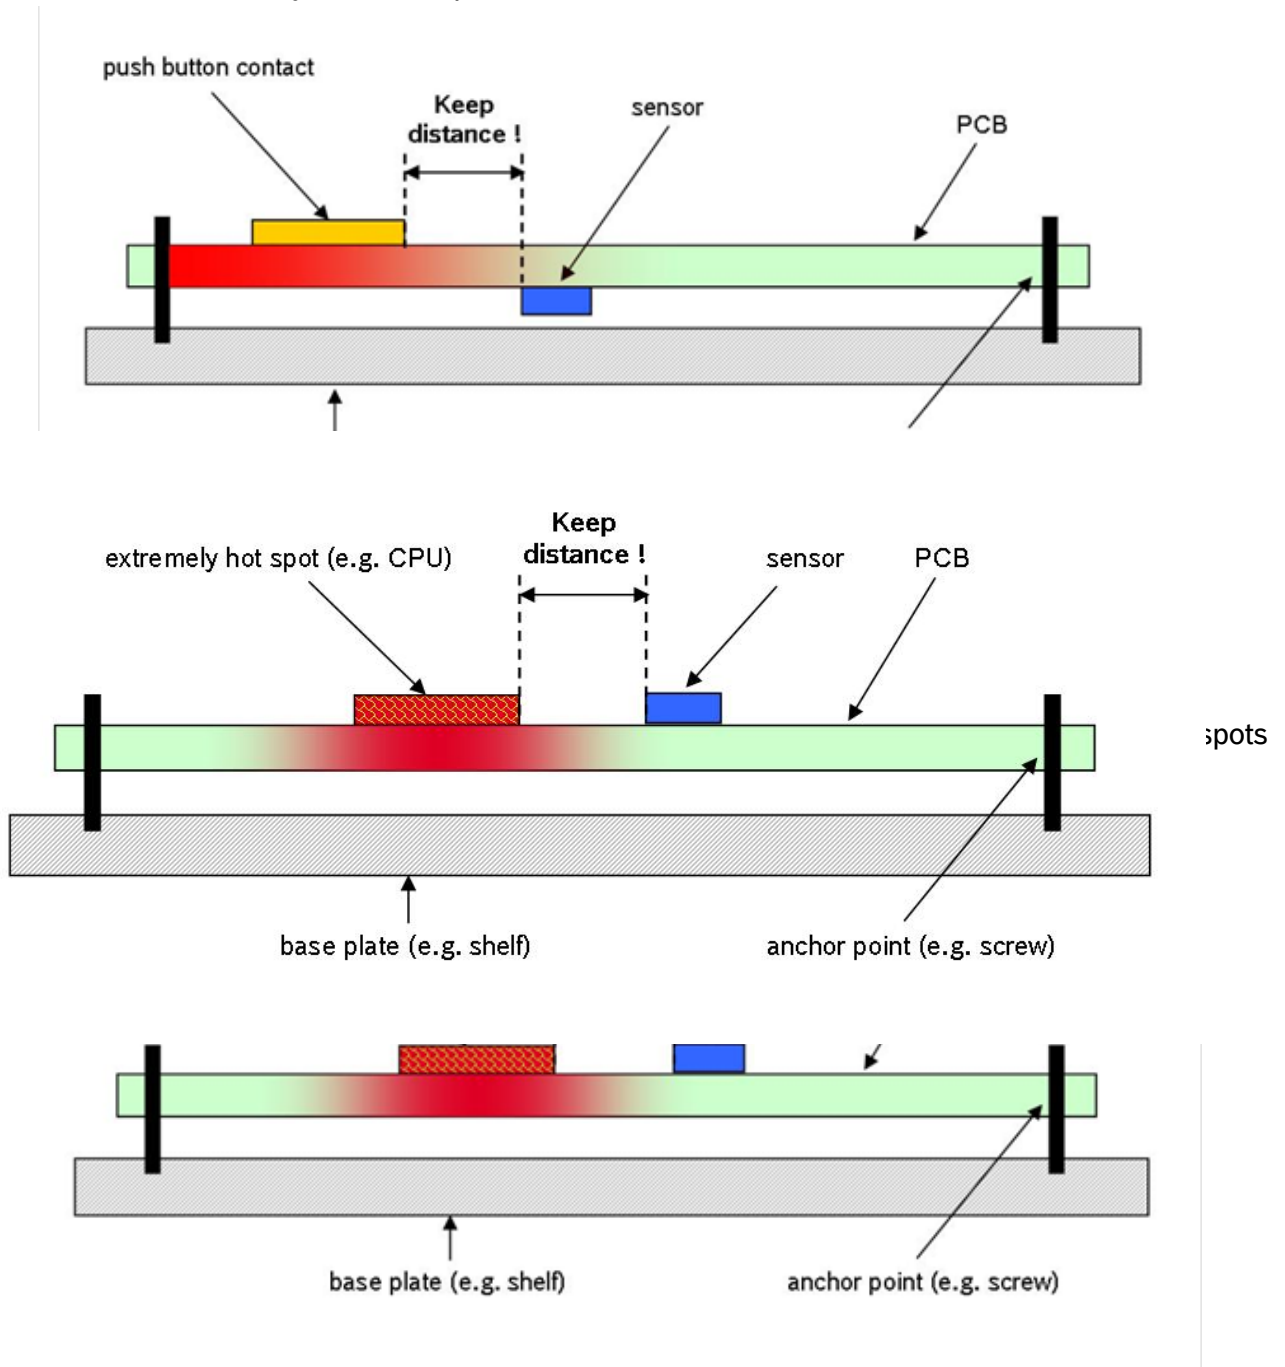 push button contact
Keep
distance !
sensor
PCB
Keep
distance !
extremely hot spot (e.g. CPU)
sensor
PCB
spots
base plate (e.g. shelf)
anchor point (e.g. screw)
base plate (e.g. shelf)
anchor point (e.g. screw)